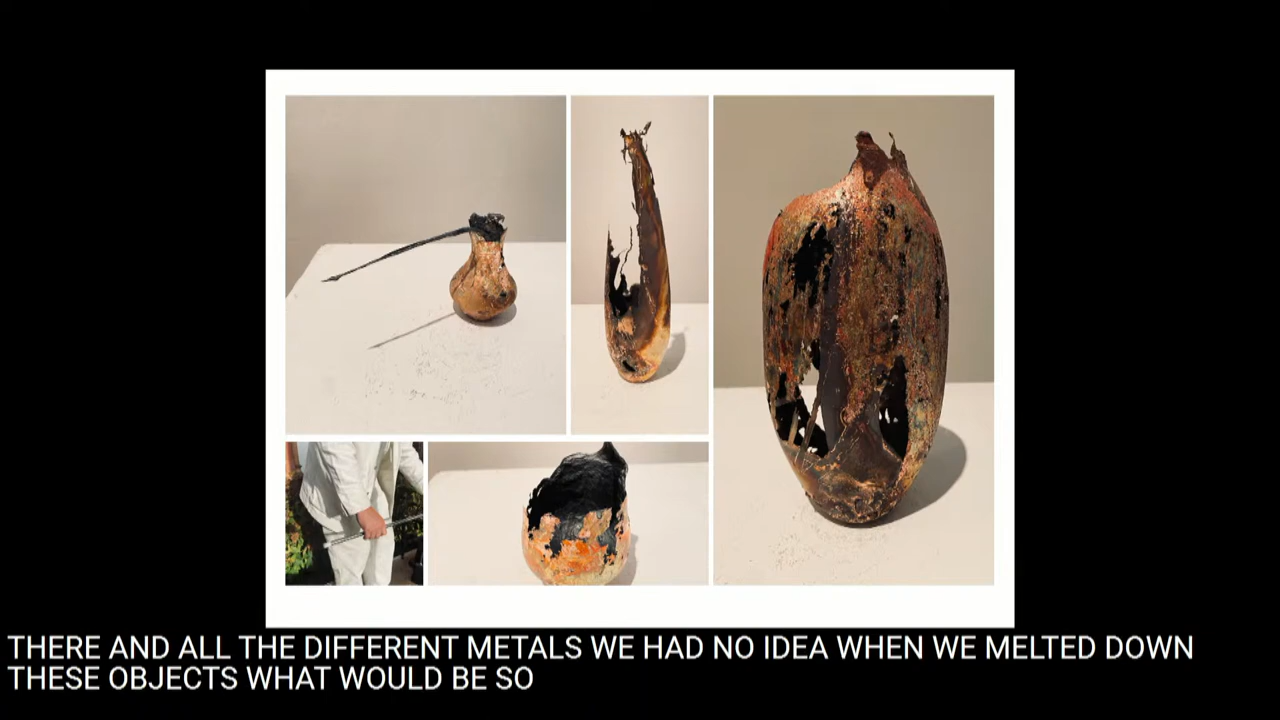 THERE AND ALL THE DIFFERENT METALS WE HAD NO IDEA WHEN WE MELTED DOWN
THESE OBJECTS WHAT WOULD BE SO